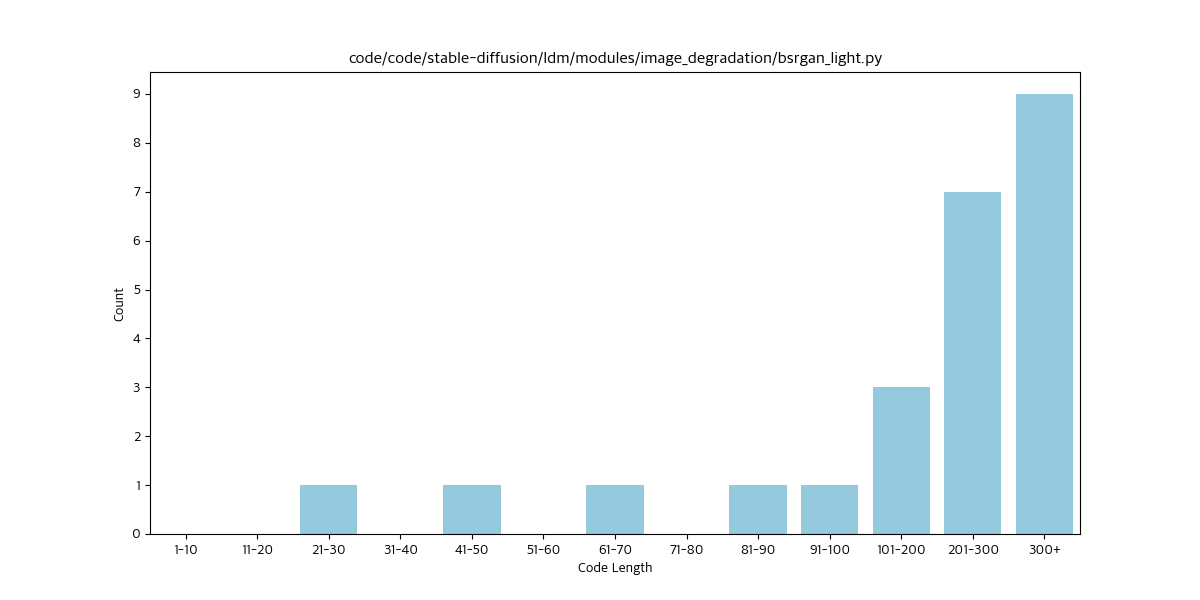 code/code/stable-diffusion/ldm/modules/image_degradation/bsrgan_light.py
9
8
7
6
5
4
3
2
1
0
Count
1-10 11-20 21-30 31-40 41-50 51-60 61-70 71-80 81-90 91-100 101-200 201-300 300+
Code Length